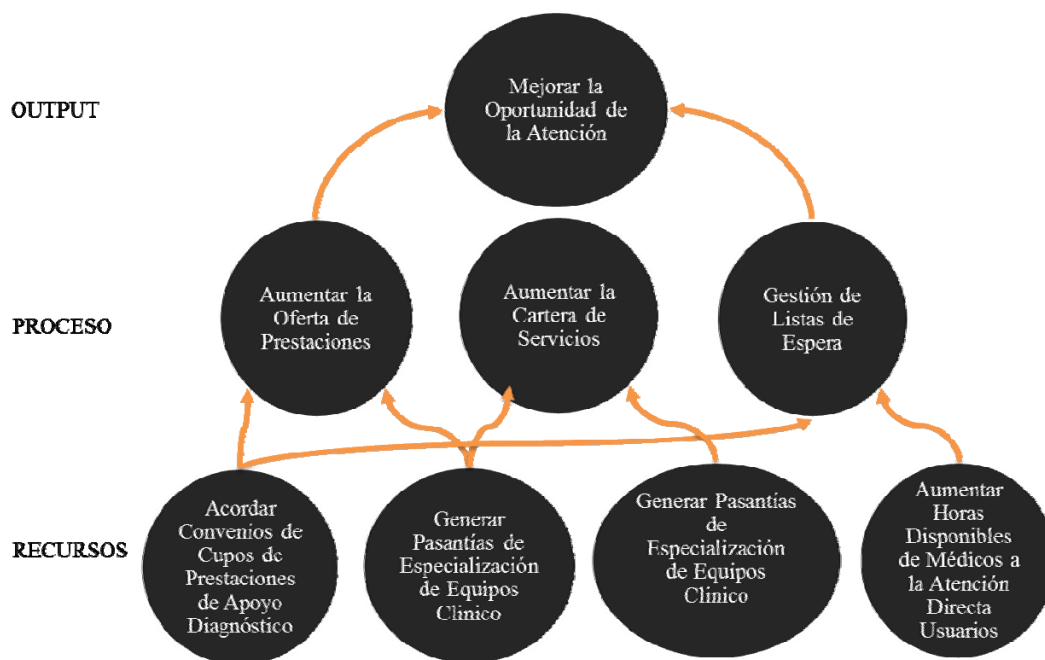 OUTPUT
Mejorar la
Oportunidad de
la Atención
PROCESO
Aumentar la
Oferta de
Prestaciones
Aumentar la
Cartera de
Servicios
Gestión de
Listas de
Espera
RECURSOS
Acordar
Convenios de
Cupos de
Prestaciones
de Apoyo
Diagnóstico
Generar
Pasantías de
Especialización
de Equipos
Clinico
Generar Pasantías
de
Especialización
de Equipos
Clinico
Aumentar
Horas
Disponibles
de Médicos a
la Atención
Directa
Usuarios